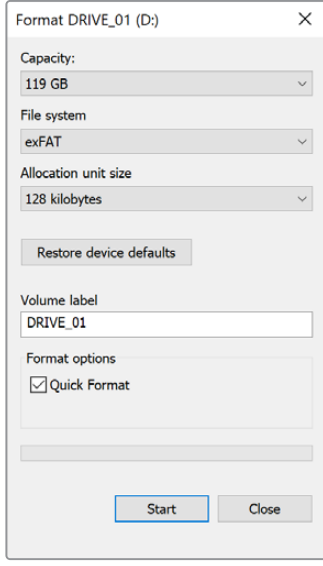 Format DRIVE_01 (D:)
Capacity:
119 GB
File system
exFAT
Allocation unit size
128 kilobytes
Restore device defaults
Volume label
DRIVE_01
Format options
Quick Format
Start Close